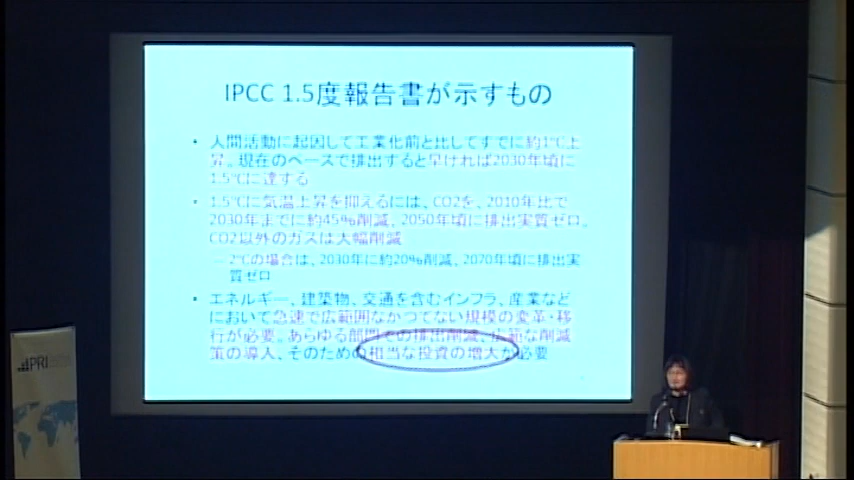 IPCC 1.5度報告書が示すもの
• 人間活動に起因して工業化前と比してすでに約1℃上
昇。現在のペースで排出すると早ければ2030年頃に
1.5℃に達する
• 1.5℃に気温上昇を抑えるには、CO2を、2010年比で
2030年までに約45%削減、2050年頃に排出実質ゼロ。
CO2以外のガスは大幅削減
– 2℃の場合は、2030年に約20%削減、2070年頃に排出実
質ゼロ
• エネルギー、建築物、交通を含むインフラ、産業など
において急速で広範囲なかつてない規模の変革・移
行が必要。あらゆる部門での排出削減、広範な削減
策の導入、そのための相当な投資の増大が必要
PRI